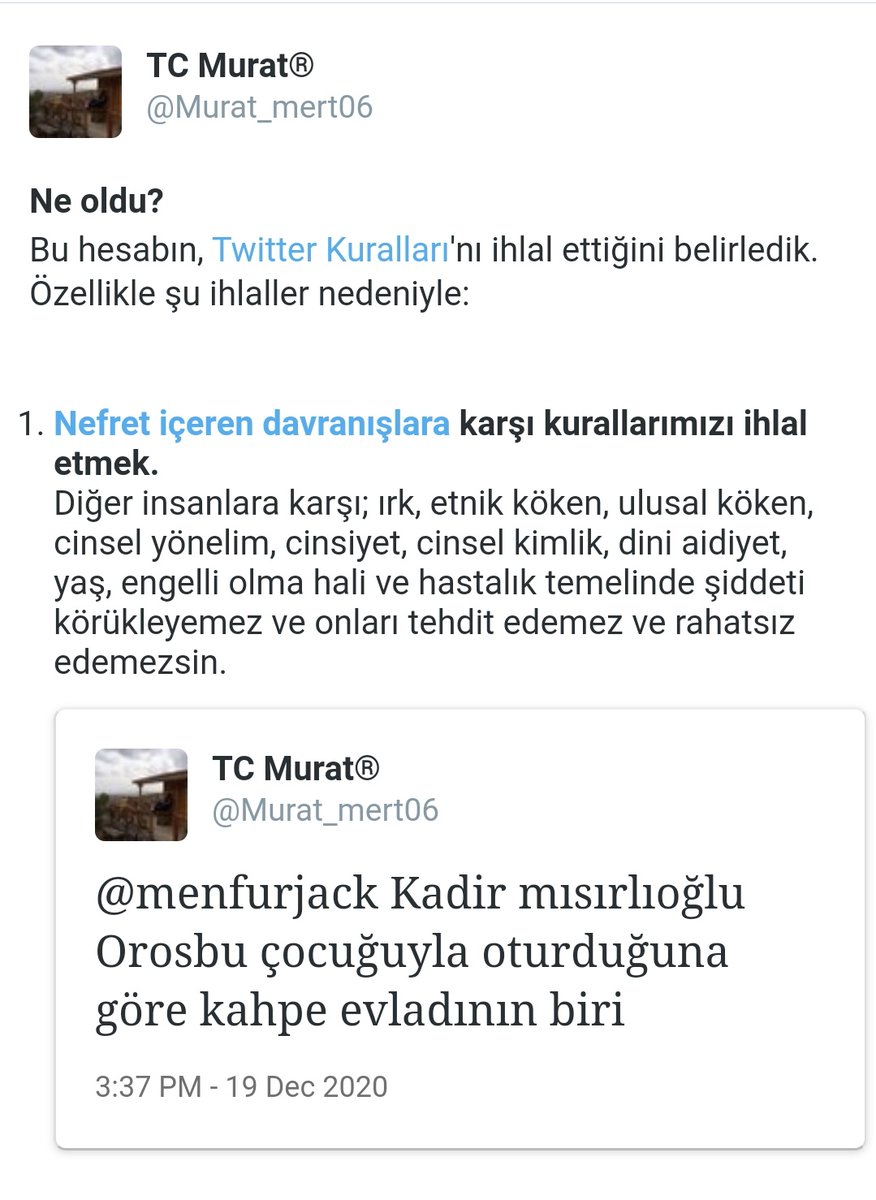 TC Murat®
@Murat_mert06
Ne oldu?
Bu hesabın, Twitter Kuralları'nı ihlal ettiğini belirledik.
Özellikle şu ihlaller nedeniyle:
1. Nefret içeren davranışlara karşı kurallarımızı ihlal
etmek.
Diğer insanlara karşı; ırk, etnik köken, ulusal köken,
cinsel yönelim, cinsiyet, cinsel kimlik, dini aidiyet,
yaş, engelli olma hali ve hastalık temelinde şiddeti
körükleyemez ve onları tehdit edemez ve rahatsız
edemezsin.
TC Murat®
@Murat_mert06
@menfurjack Kadir mısırlıoğlu
Orosbu çocuğuyla oturduğuna
göre kahpe evladının biri
3:37 PM - 19 Dec 2020